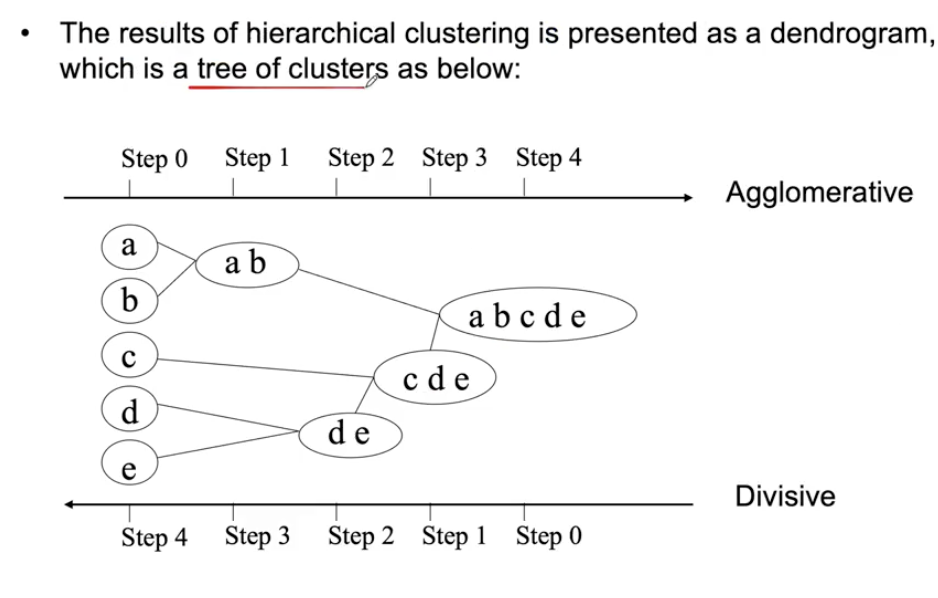 • The results of hierarchical clustering is presented as a dendrogram,
which is a tree of clusters as below:
Step 0 Step 1 Step 2 Step 3 Step 4
Agglomerative
a
a b
b
a b c d e
c
c d e
d
d e
e
Divisive
Step 4 Step 3 Step 2 Step 1 Step 0